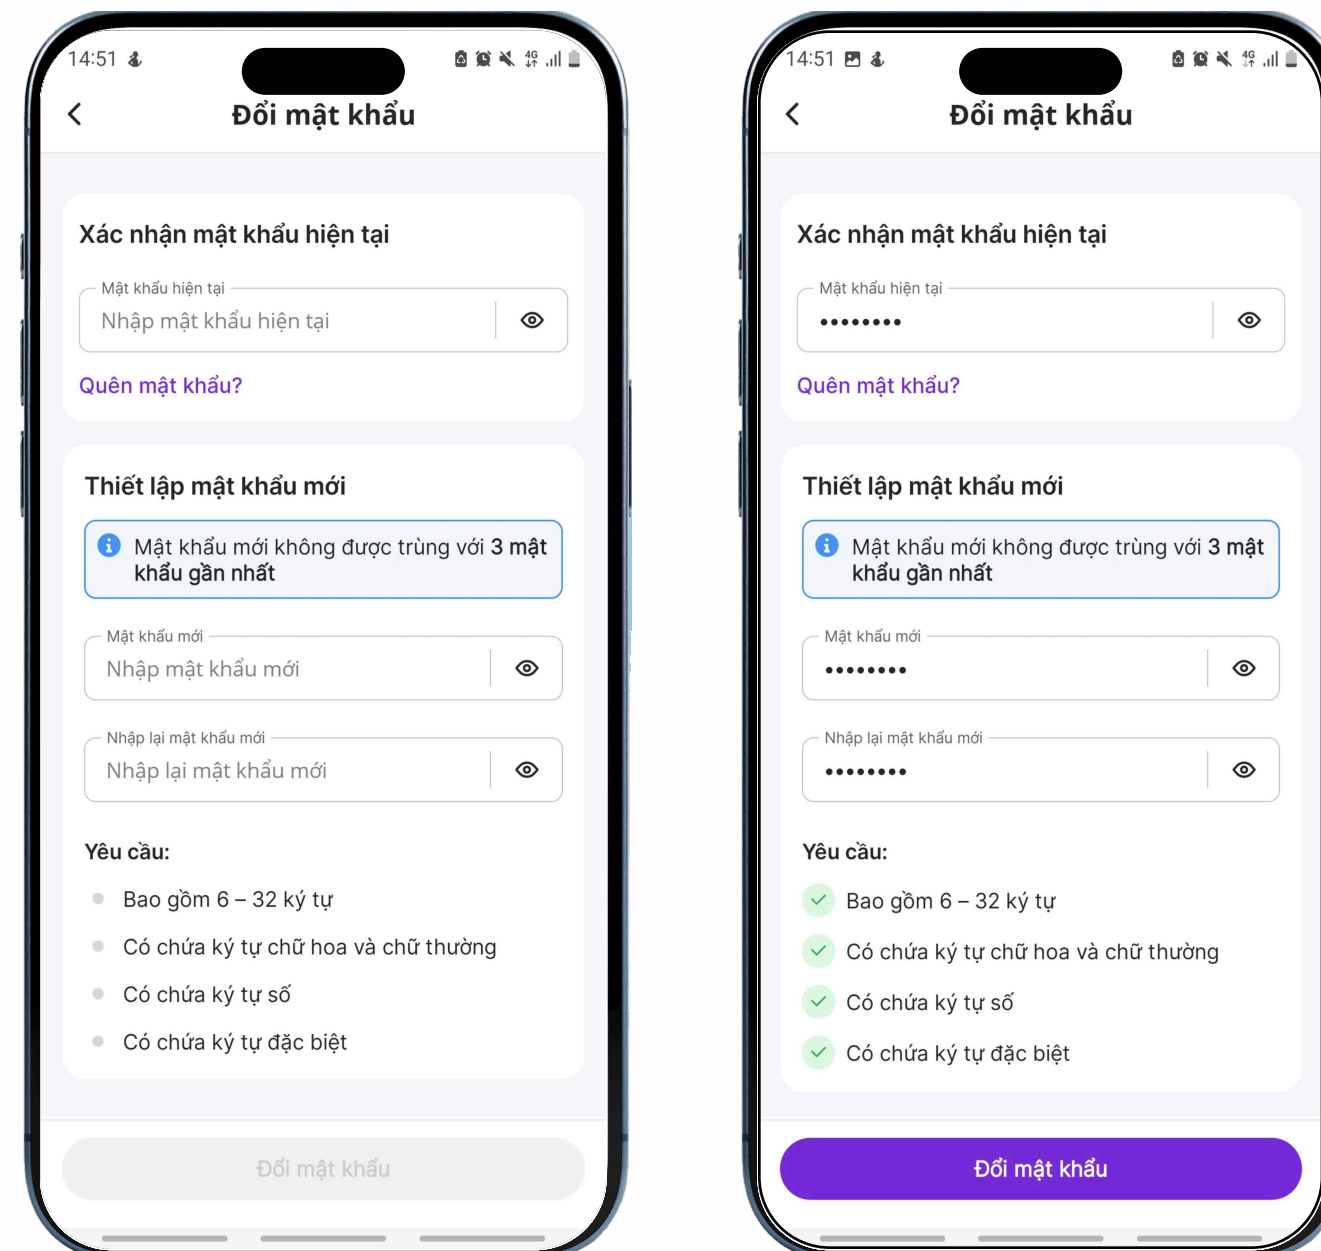 14:51
4G
Đổi mật khẩu
Xác nhận mật khẩu hiện tại
Mật khẩu hiện tại
Nhập mật khẩu hiện tại
Quên mật khẩu?
Thiết lập mật khẩu mới
Mật khẩu mới không được trùng với 3 mật
khẩu gần nhất
Mật khẩu mới
Nhập mật khẩu mới
Nhập lại mật khẩu mới
Nhập lại mật khẩu mới
Yêu cầu:
Bao gồm 6 – 32 ký tự
Có chứa ký tự chữ hoa và chữ thường
Có chứa ký tự số
Có chứa ký tự đặc biệt
Đổi mật khẩu
14:51
4G
Đổi mật khẩu
Xác nhận mật khẩu hiện tại
Mật khẩu hiện tại
••••••••
Quên mật khẩu?
Thiết lập mật khẩu mới
Mật khẩu mới không được trùng với 3 mật
khẩu gần nhất
Mật khẩu mới
••••••••
Nhập lại mật khẩu mới
••••••••
Yêu cầu:
Bao gồm 6 – 32 ký tự
Có chứa ký tự chữ hoa và chữ thường
Có chứa ký tự số
Có chứa ký tự đặc biệt
Đổi mật khẩu